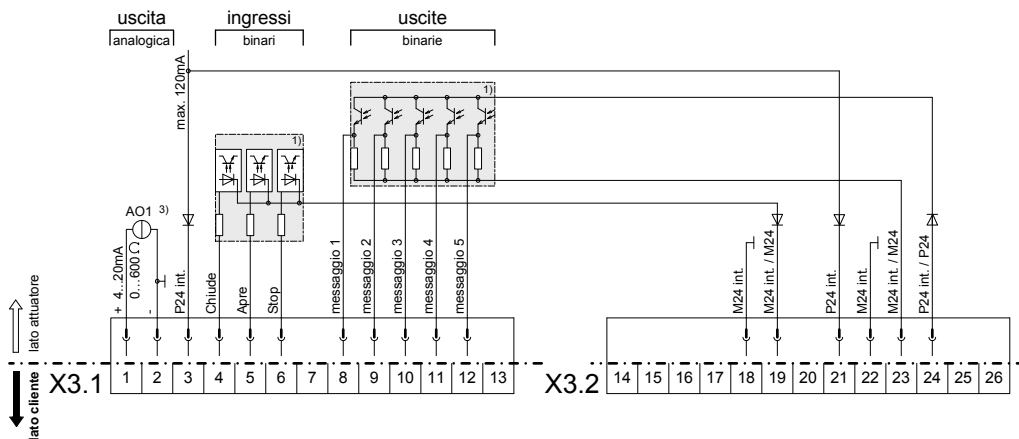 uscita
analogica
ingressi
binari
uscite
binarie
max. 120mA
1)
1)
AO1 3)
+ 4...20mA
0...600 Ω
-
P24 int.
Chiude
Apre
Stop
messaggio 1
messaggio 2
messaggio 3
messaggio 4
messaggio 5
M24 int.
M24 int. / M24
P24 int.
M24 int.
M24 int. / M24
P24 int. / P24
lato attuatore
lato cliente
X3.1
1 2 3 4 5 6 7 8 9 10 11 12 13
X3.2
14 15 16 17 18 19 20 21 22 23 24 25 26